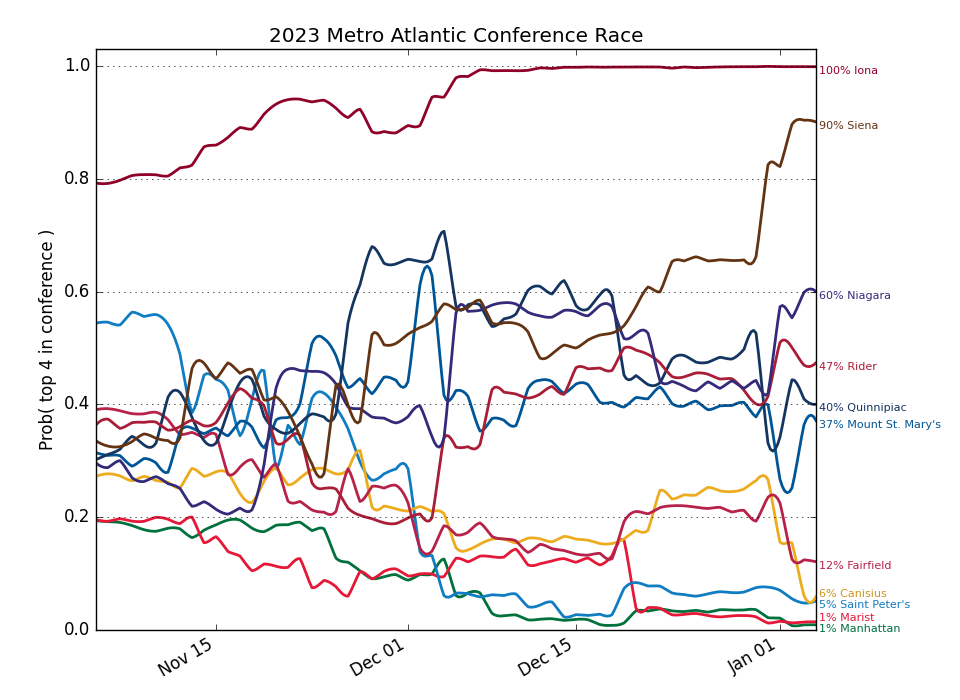 2023 Metro Atlantic Conference Race
Prob( top 4 in conference )
1.0
0.8
0.6
0.4
0.2
0.0
Nov 15
Dec 01
Dec 15
Jan 01
100% Iona
90% Siena
60% Niagara
47% Rider
40% Quinnipiac
37% Mount St. Mary's
12% Fairfield
6% Canisius
5% Saint Peter's
1% Marist
1% Manhattan